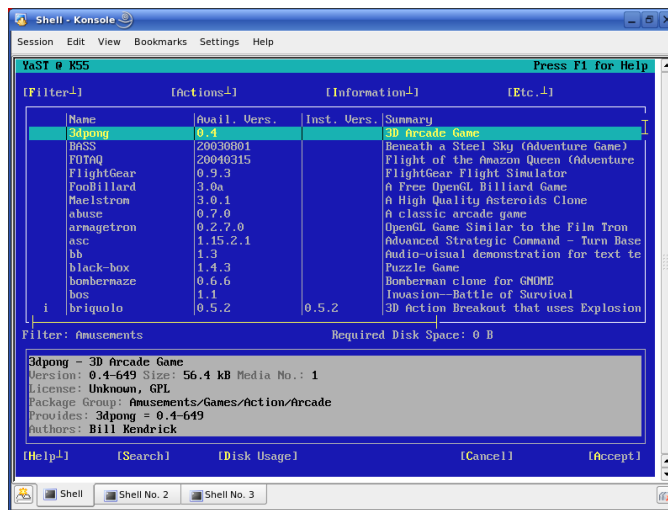 Shell - Konsole
Session Edit View Bookmarks Settings Help
YaST @ K55 Press F1 for Help
[Filter┴] [Actions┴] [Information┴] [Etc.┴]
Name |Avail. Vers. |Inst. Vers.|Summary
3dpong 0.4 3D Arcade Game
BASS 20030801 Beneath a Steel Sky (Adventure Game)
FOTAQ 20040315 Flight of the Amazon Queen (Adventure
FlightGear 0.9.3 FlightGear Flight Simulator
FooBillard 3.0a A Free OpenGL Billiard Game
Maelstrom 3.0.1 A High Quality Asteroids Clone
abuse 0.7.0 A classic arcade game
armagetron 0.2.7.0 OpenGL Game Similar to the Film Tron
asc 1.15.2.1 Advanced Strategic Command - Turn Base
bb 1.3 Audio-visual demonstration for text te
black-box 1.4.3 Puzzle Game
bombermaze 0.6.6 Bomberman clone for GNOME
bos 1.1 Invasion--Battle of Survival
i briquolo 0.5.2 0.5.2 3D Action Breakout that uses Explosion
Filter: Amusements Required Disk Space: 0 B
3dpong - 3D Arcade Game
Version: 0.4-649 Size: 56.4 kB Media No.: 1
License: Unknown, GPL
Package Group: Amusements/Games/Action/Arcade
Provides: 3dpong = 0.4-649
Authors: Bill Kendrick
[Help┴] [Search] [Disk Usage] [Cancel] [Accept]
Shell Shell No. 2 Shell No. 3